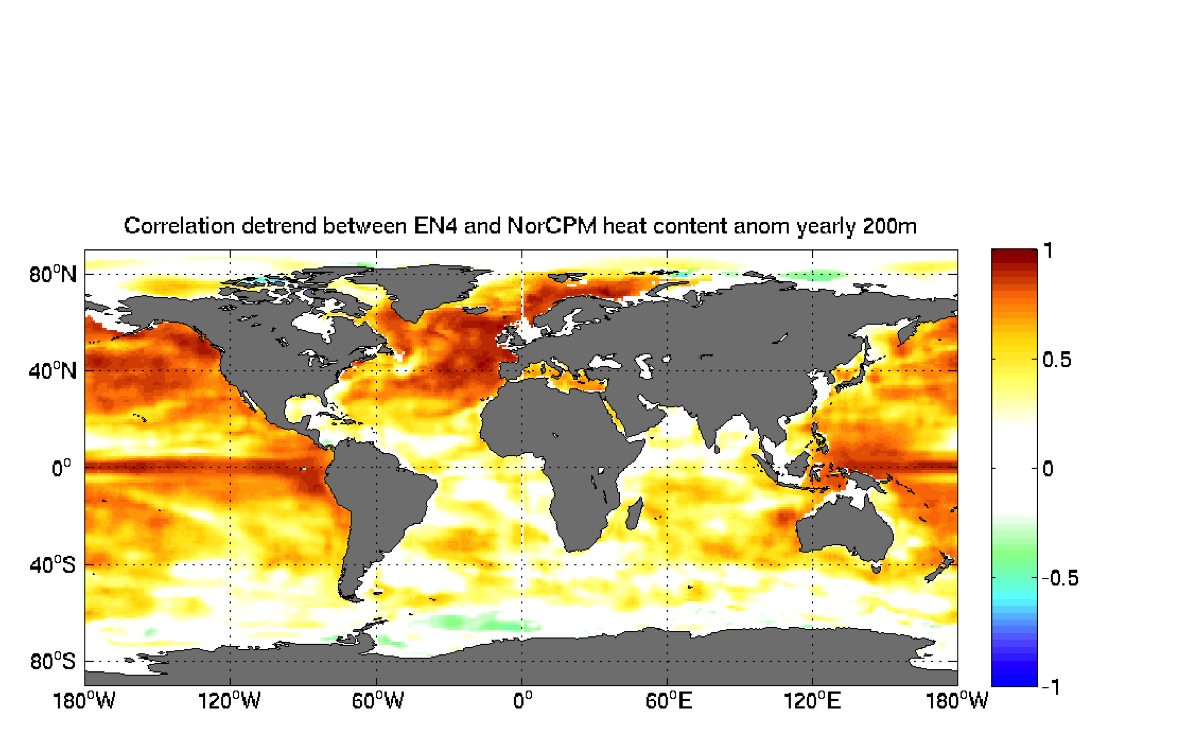 Correlation detrend between EN4 and NorCPM heat content anom yearly 200m
80°N
40°N
0°
40°S
80°S
180°W 120°W 60°W 0° 60°E 120°E 180°W
1
0.5
0
-0.5
-1